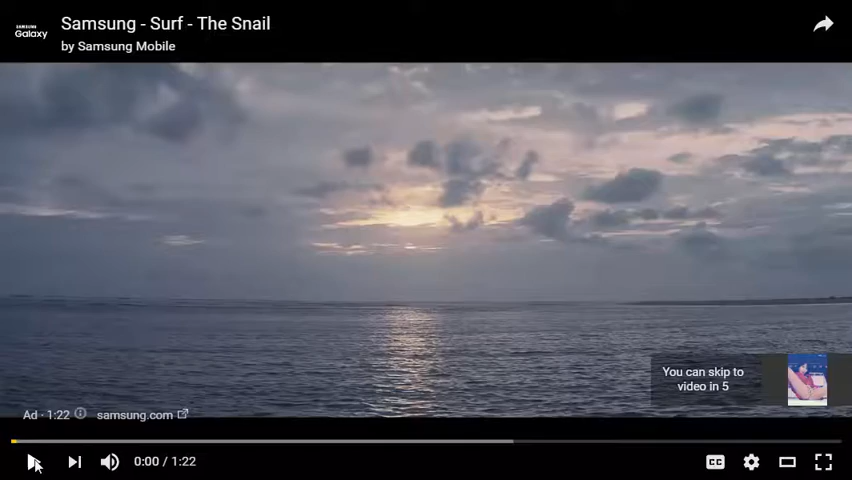 SAMSUNG
Galaxy
Samsung - Surf - The Snail
by Samsung Mobile
You can skip to
video in 5
Ad · 1:22
samsung.com
0:00 / 1:22
CC